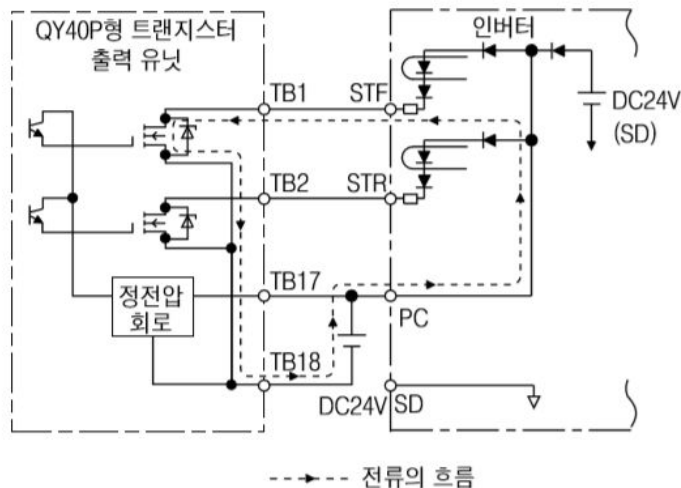 QY40P형 트랜지스터
출력 유닛
인버터
TB1
STF
DC24V
(SD)
TB2
STR
TB17
정전압
회로
PC
TB18
DC24V
SD
전류의 흐름